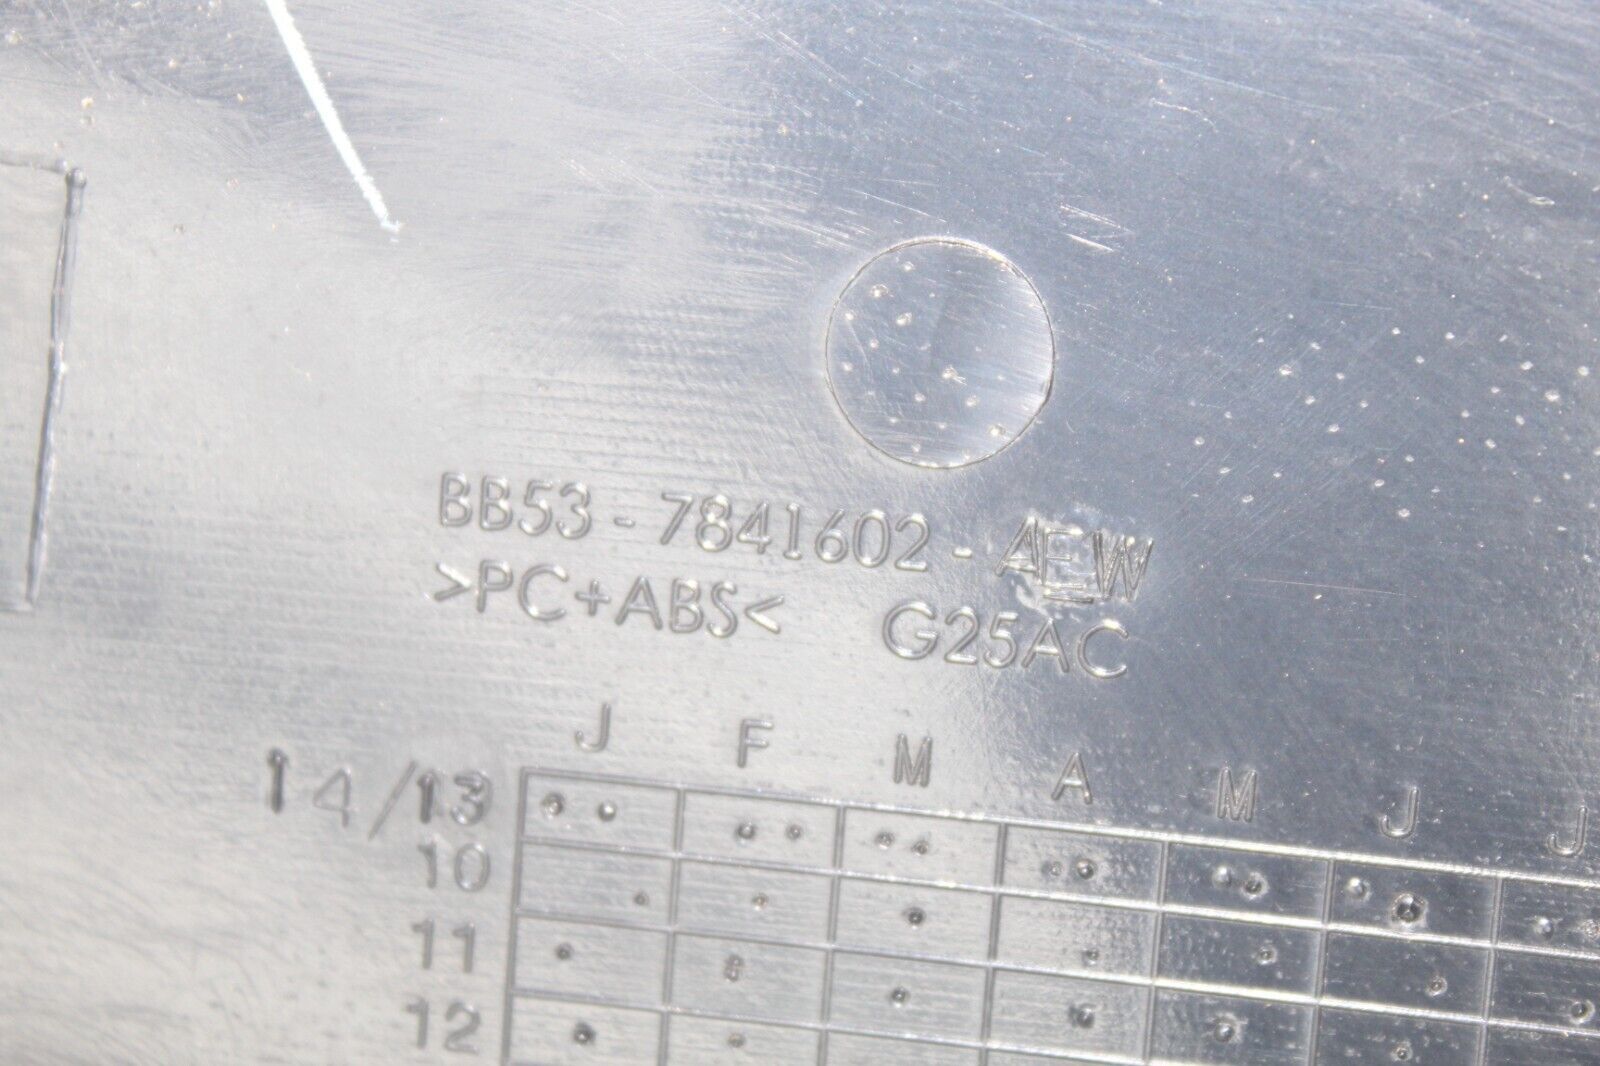 BB53-7841602-AEW
>PC+ABS< G25AC
J F M A M J J
14/13
10
11
12